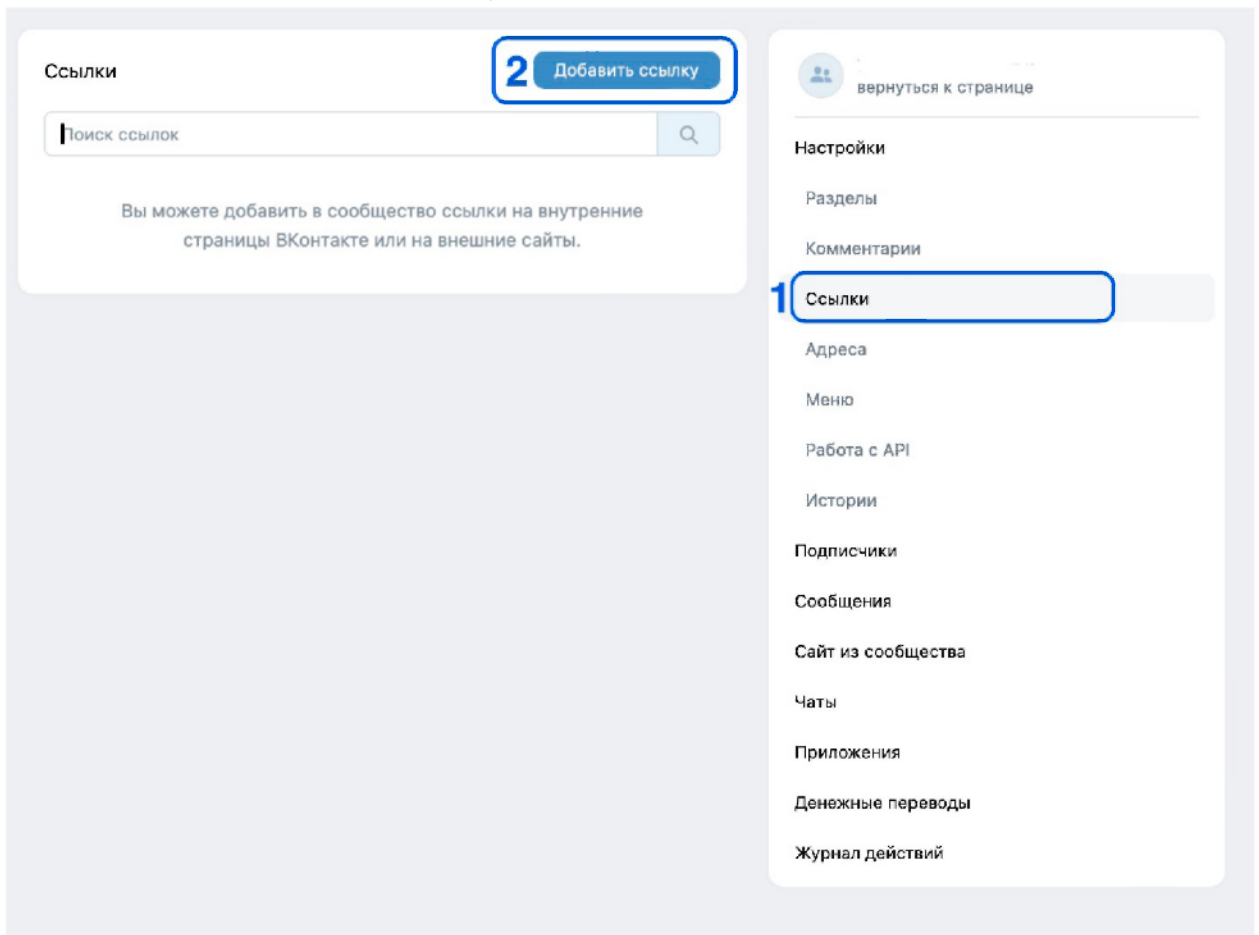 Ссылки
2 Добавить ссылку
Поиск ссылок
Вы можете добавить в сообщество ссылки на внутренние
страницы ВКонтакте или на внешние сайты.
вернуться к странице
Настройки
Разделы
Комментарии
1 Ссылки
Адреса
Меню
Работа с API
Истории
Подписчики
Сообщения
Сайт из сообщества
Чаты
Приложения
Денежные переводы
Журнал действий